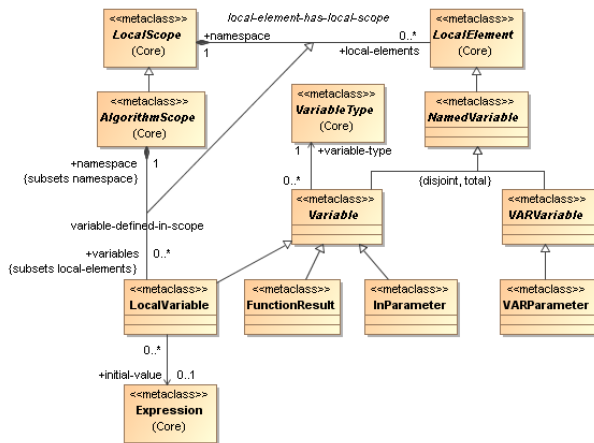 <<metaclass>>
LocalScope
(Core)
local-element-has-local-scope
+namespace
1
0..*
+local-elements
<<metaclass>>
LocalElement
(Core)
<<metaclass>>
AlgorithmScope
<<metaclass>>
VariableType
(Core)
<<metaclass>>
NamedVariable
+namespace
{subsets namespace}
1
1
+variable-type
0..*
{disjoint, total}
<<metaclass>>
Variable
<<metaclass>>
VARVariable
variable-defined-in-scope
+variables
{subsets local-elements}
0..*
<<metaclass>>
LocalVariable
<<metaclass>>
FunctionResult
<<metaclass>>
InParameter
<<metaclass>>
VARParameter
0..*
+initial-value
0..1
<<metaclass>>
Expression
(Core)